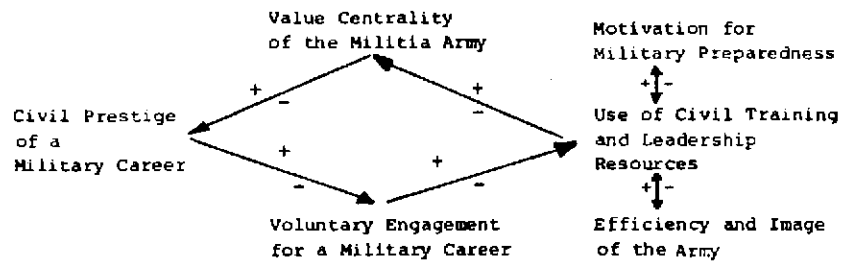 Value Centrality
of the Militia Army
Motivation for
Military Preparedness
+
-
+
-
+ -
Civil Prestige
of a
Military Career
Use of Civil Training
and Leadership
Resources
+
-
+
-
+ -
Voluntary Engagement
for a Military Career
Efficiency and Image
of the Army